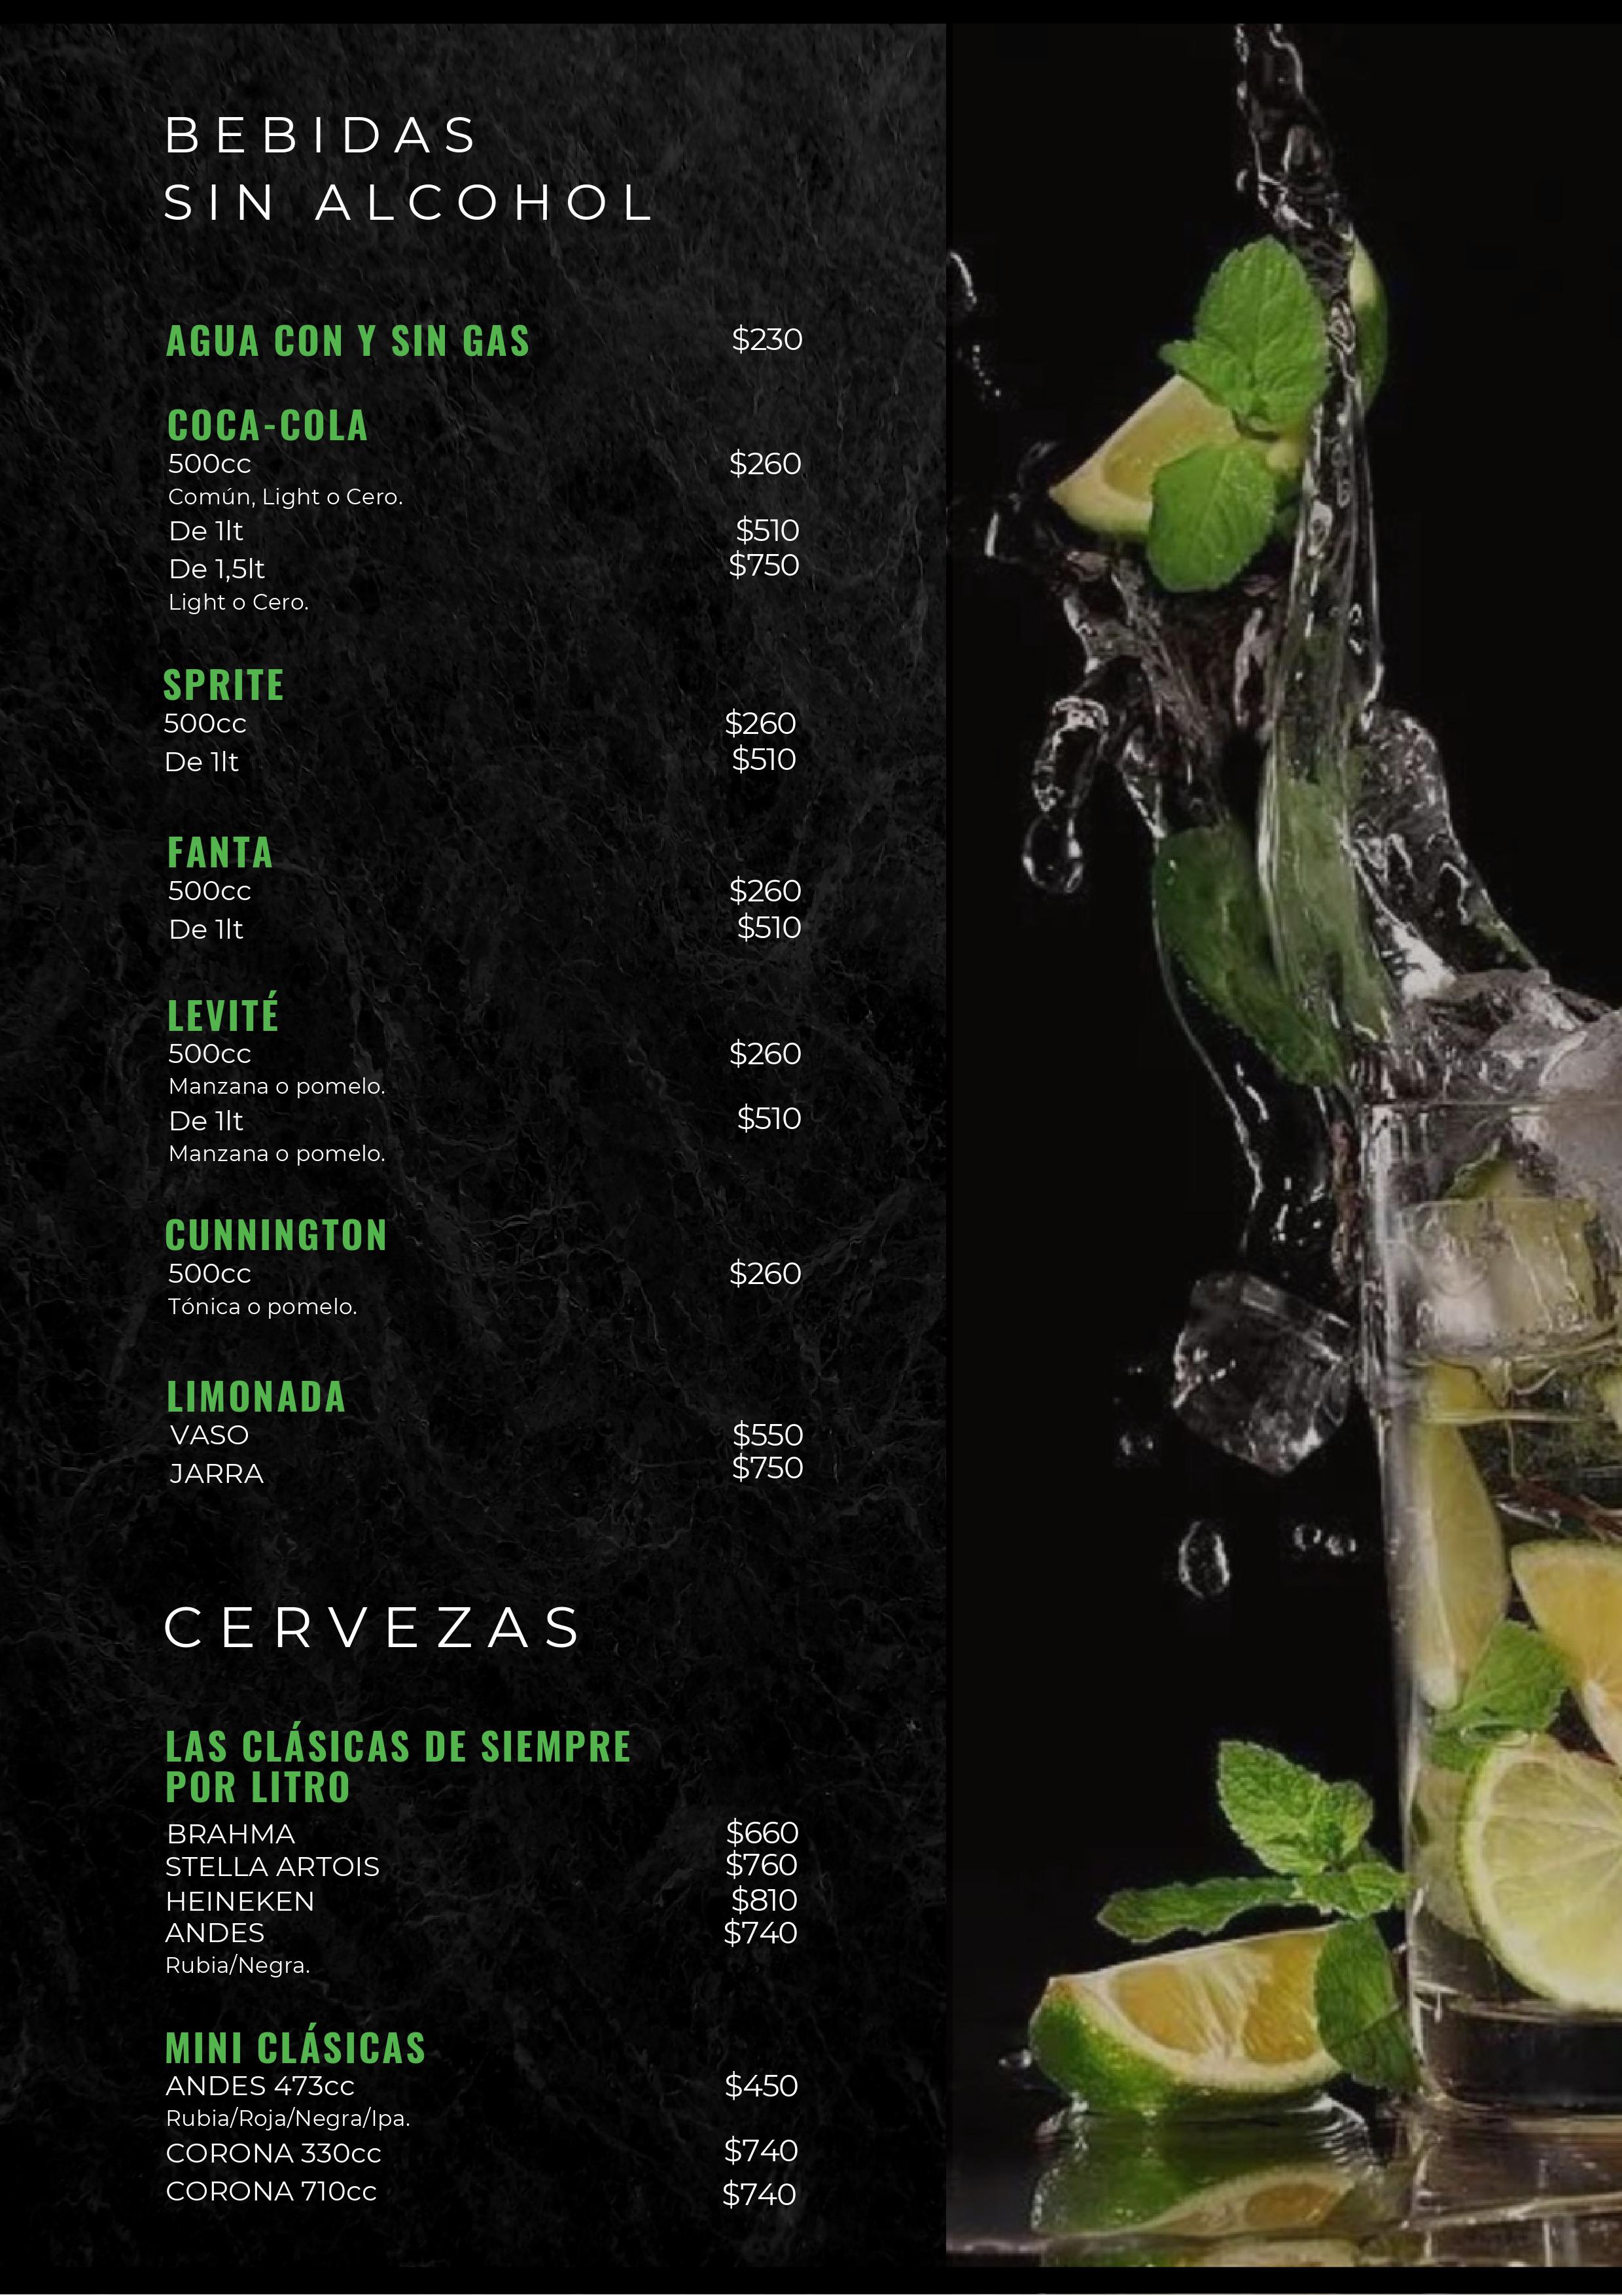 BEBIDAS
SIN ALCOHOL
AGUA CON Y SIN GAS $230
COCA-COLA
500cc $260
Común, Light o Cero.
De 1lt $510
De 1,5lt $750
Light o Cero.
SPRITE
500cc $260
De 1lt $510
FANTA
500cc $260
De 1lt $510
LEVITÉ
500cc $260
Manzana o pomelo.
De 1lt $510
Manzana o pomelo.
CUNNINGTON
500cc $260
Tónica o pomelo.
LIMONADA
VASO $550
JARRA $750
CERVEZAS
LAS CLÁSICAS DE SIEMPRE
POR LITRO
BRAHMA $660
STELLA ARTOIS $760
HEINEKEN $810
ANDES $740
Rubia/Negra.
MINI CLÁSICAS
ANDES 473cc $450
Rubia/Roja/Negra/Ipa.
CORONA 330cc $740
CORONA 710cc $740